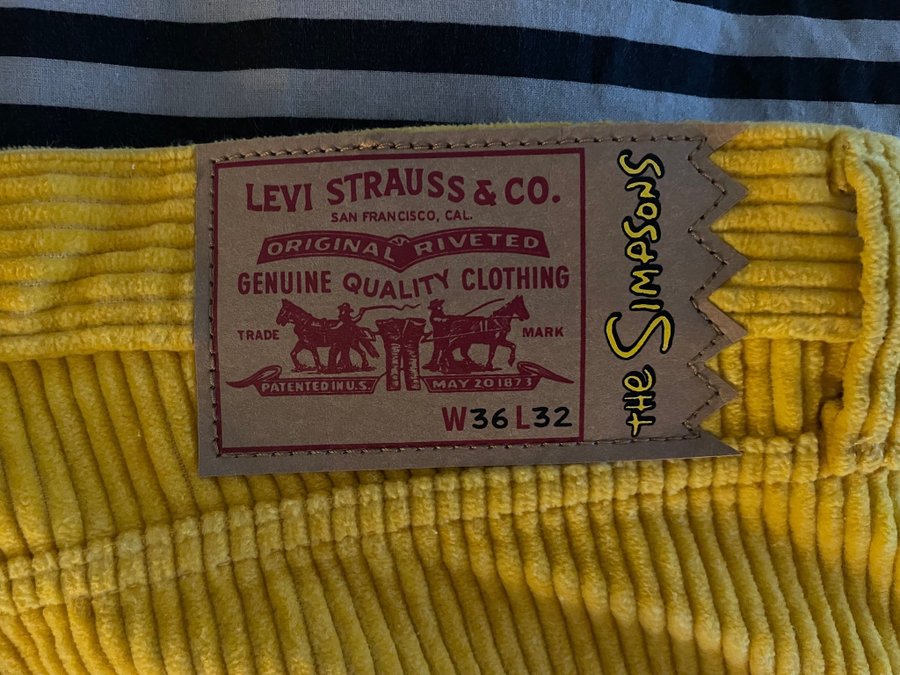 LEVI STRAUSS & CO.
SAN FRANCISCO, CAL.
ORIGINAL RIVETED
GENUINE QUALITY CLOTHING
TRADE MARK
PATENTED IN U.S. MAY 20 1873
W36 L32
THE SIMPSONS